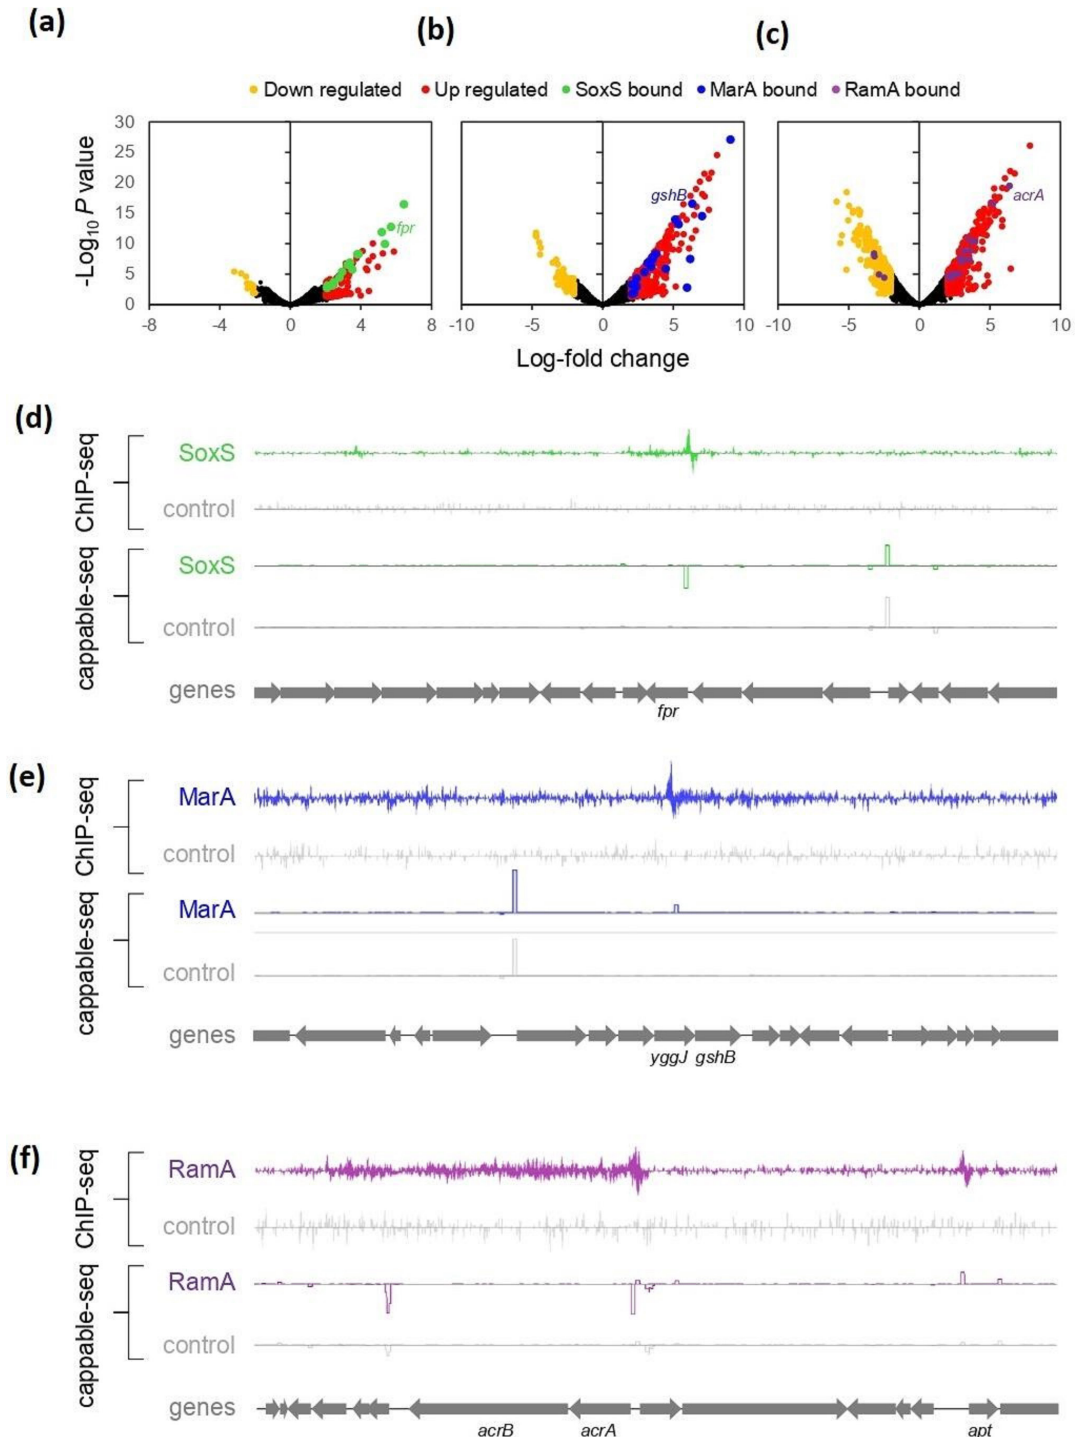 (a)
(b)
(c)
Down regulated
Up regulated
SoxS bound
MarA bound
RamA bound
-Log10 P value
30
25
20
15
10
5
0
fpr
gshB
acrA
-8
-4
0
4
8
-10
-5
0
5
10
-10
-5
0
5
10
Log-fold change
(d)
ChIP-seq
SoxS
control
cappable-seq
SoxS
control
genes
fpr
(e)
ChIP-seq
MarA
control
cappable-seq
MarA
control
genes
yggJ gshB
(f)
ChIP-seq
RamA
control
cappable-seq
RamA
control
genes
acrB
acrA
apt